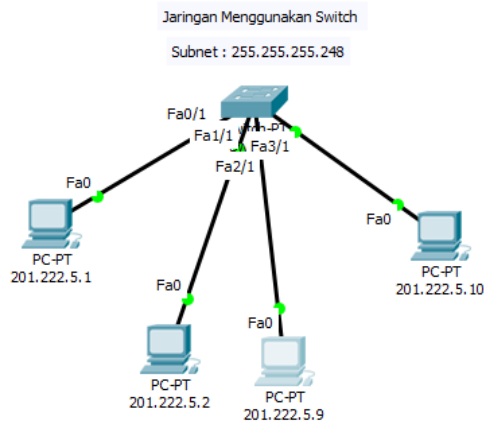 Jaringan Menggunakan Switch
Subnet : 255.255.255.248
Fa0/1
Fa1/1
Fa3/1
Fa2/1
Fa0
PC-PT
201.222.5.1
Fa0
PC-PT
201.222.5.10
Fa0
PC-PT
201.222.5.2
Fa0
PC-PT
201.222.5.9